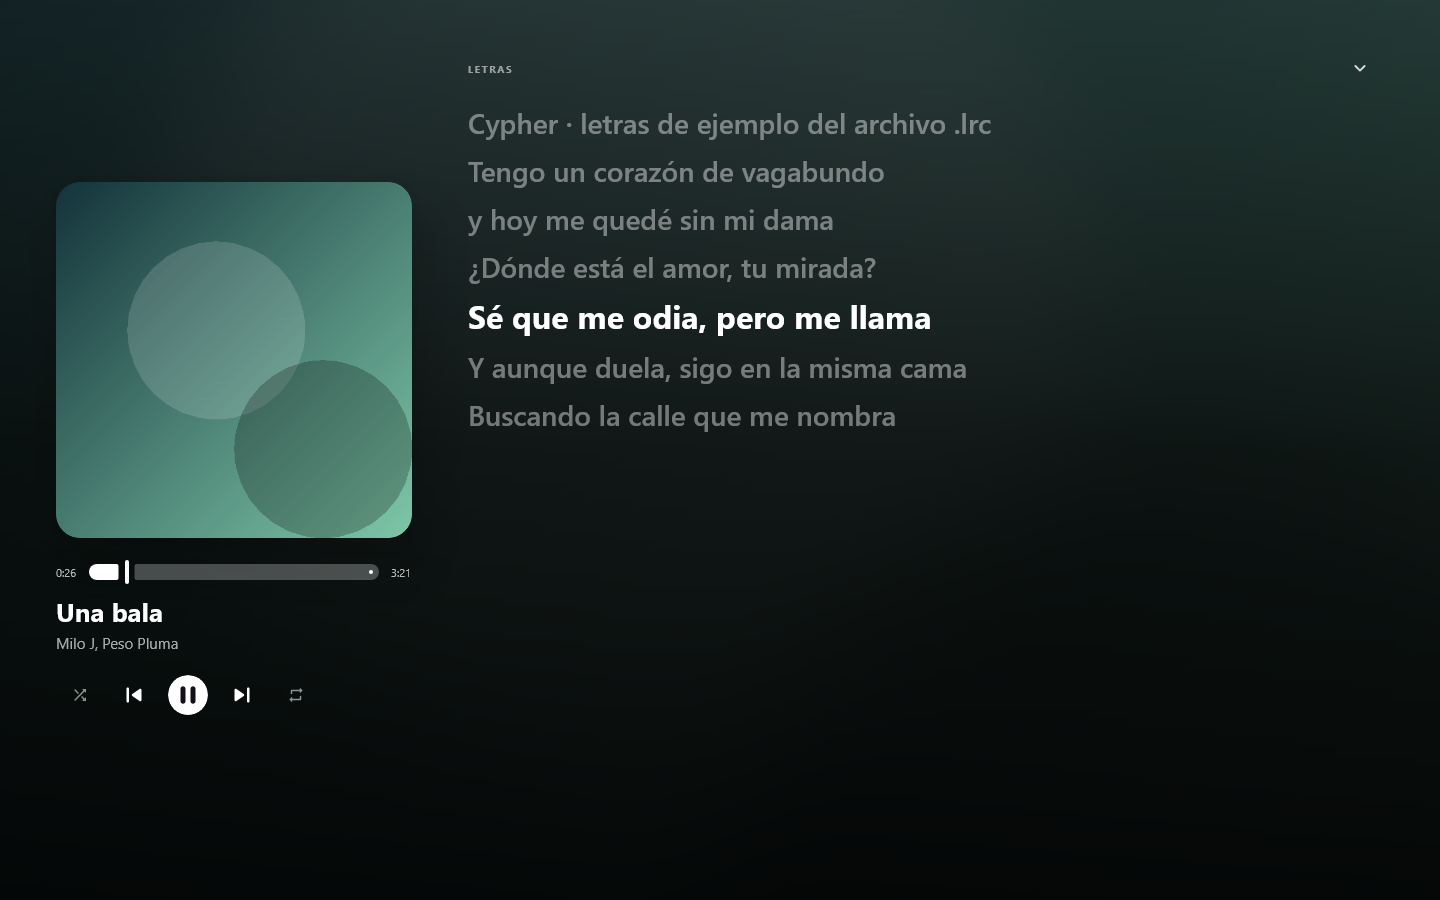 LETRAS
Cypher · letras de ejemplo del archivo .lrc
Tengo un corazón de vagabundo
y hoy me quedé sin mi dama
¿Dónde está el amor, tu mirada?
Sé que me odia, pero me llama
Y aunque duela, sigo en la misma cama
Buscando la calle que me nombra
0:26
3:21
Una bala
Milo J, Peso Pluma